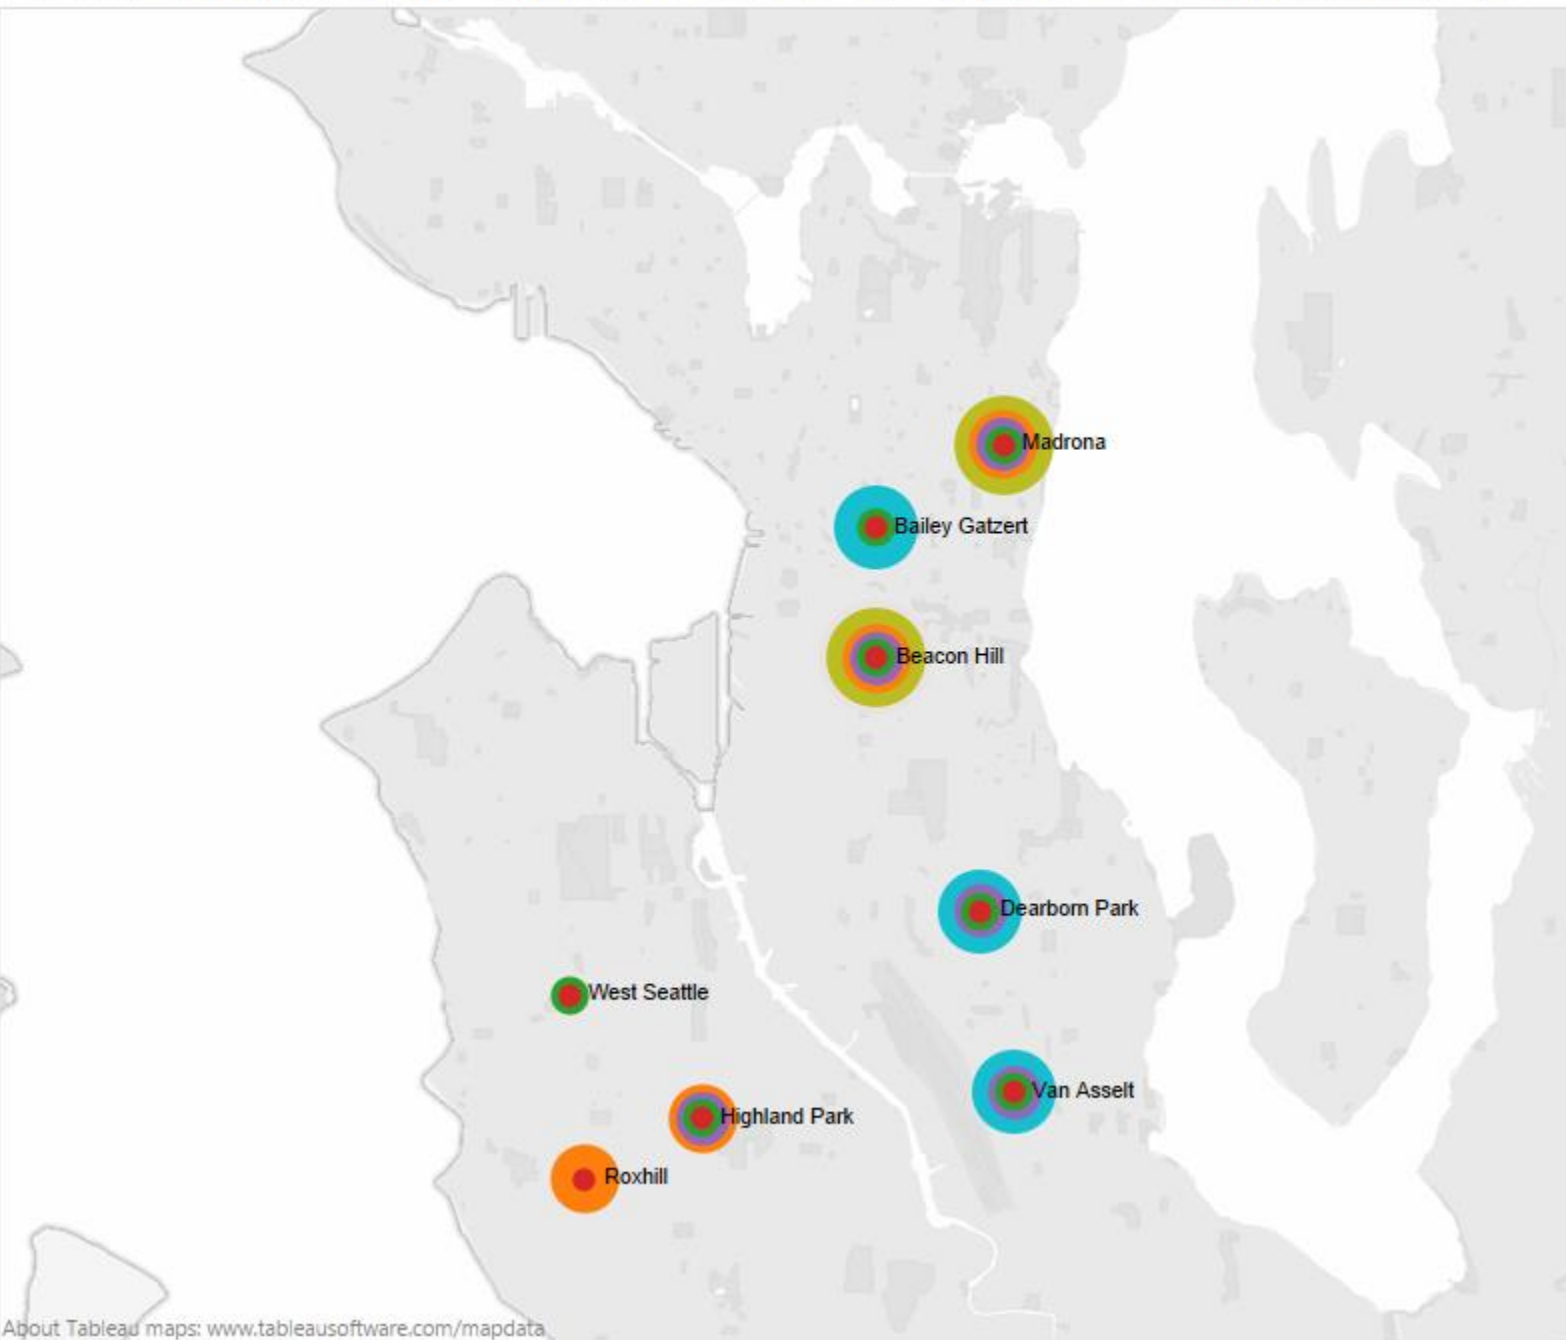 Madrona
Bailey Gatzert
Beacon Hill
Dearborn Park
West Seattle
Van Asselt
Highland Park
Roxhill
About Tableau maps: www.tableausoftware.com/mapdata